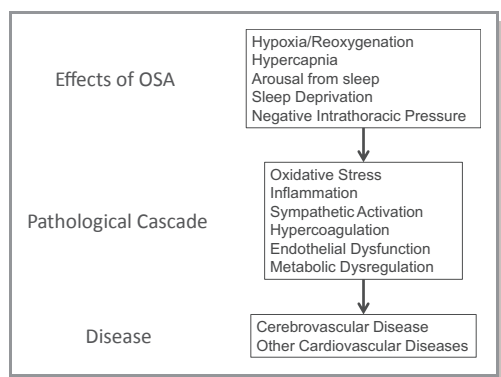 Effects of OSA
Hypoxia/Reoxygenation
Hypercapnia
Arousal from sleep
Sleep Deprivation
Negative Intrathoracic Pressure
Pathological Cascade
Oxidative Stress
Inflammation
Sympathetic Activation
Hypercoagulation
Endothelial Dysfunction
Metabolic Dysregulation
Disease
Cerebrovascular Disease
Other Cardiovascular Diseases